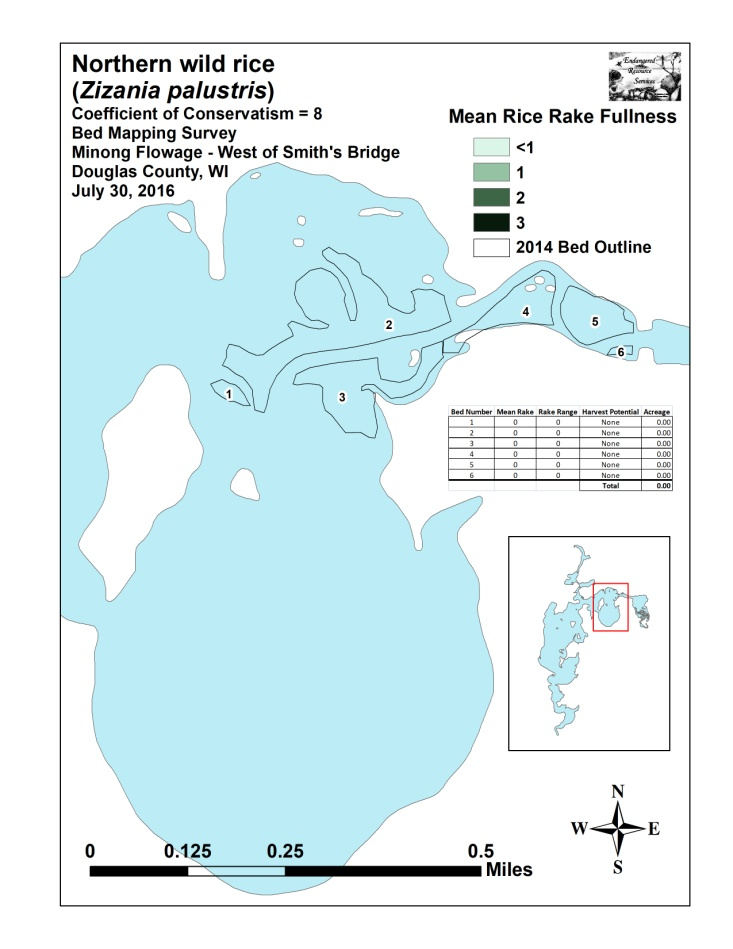 Northern wild rice
(Zizania palustris)
Coefficient of Conservatism = 8
Bed Mapping Survey
Minong Flowage - West of Smith's Bridge
Douglas County, WI
July 30, 2016
Endangered
Resource
Services
Mean Rice Rake Fullness
<1
1
2
3
2014 Bed Outline
1
2
3
4
5
6
Bed Number Mean Rake Rake Range Harvest Potential Acreage
1 0 0 None 0.00
2 0 0 None 0.00
3 0 0 None 0.00
4 0 0 None 0.00
5 0 0 None 0.00
6 0 0 None 0.00
Total 0.00
N
W E
S
0 0.125 0.25 0.5
Miles